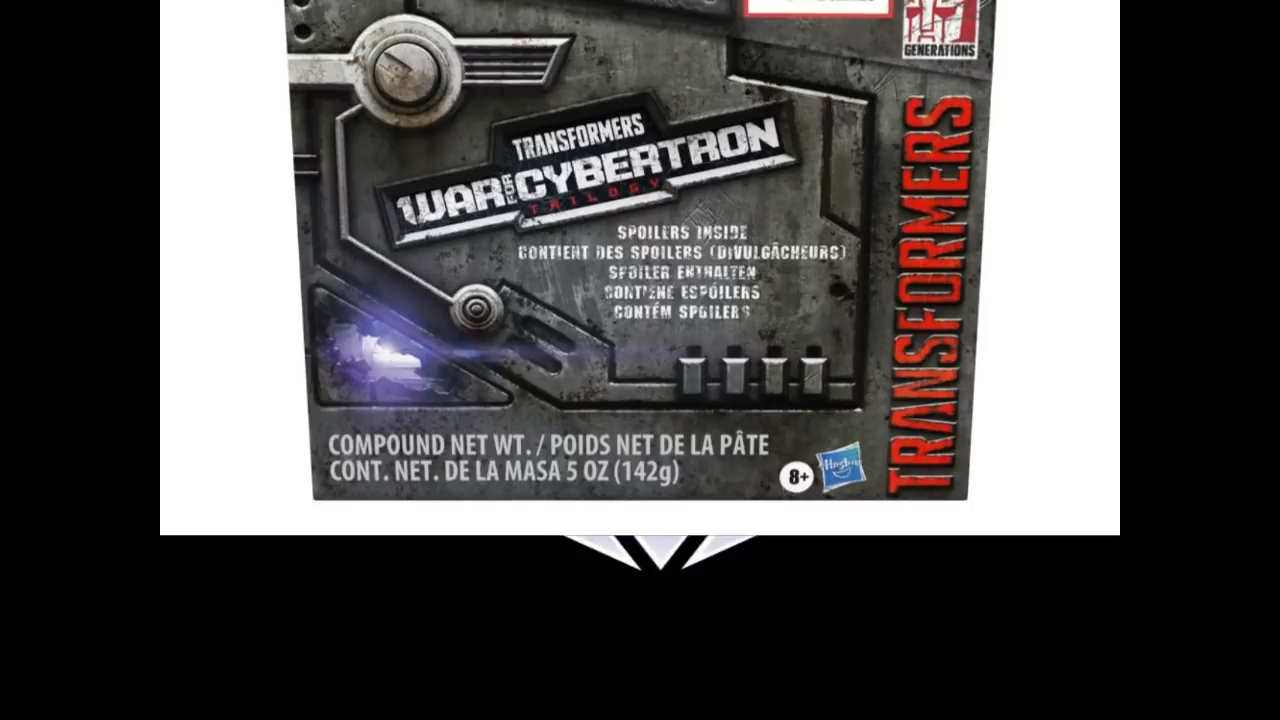 GENERATIONS
TRANSFORMERS
WAR FOR CYBERTRON
TRILOGY
SPOILERS INSIDE
CONTIENT DES SPOILERS (DIVULGÂCHEURS)
SPOILER ENTHALTEN
CONTIENE ESPÓILERS
CONTÉM SPOILERS
COMPOUND NET WT. / POIDS NET DE LA PÂTE
CONT. NET. DE LA MASA 5 OZ (142g)
8+
Hasbro
TRANSFORMERS